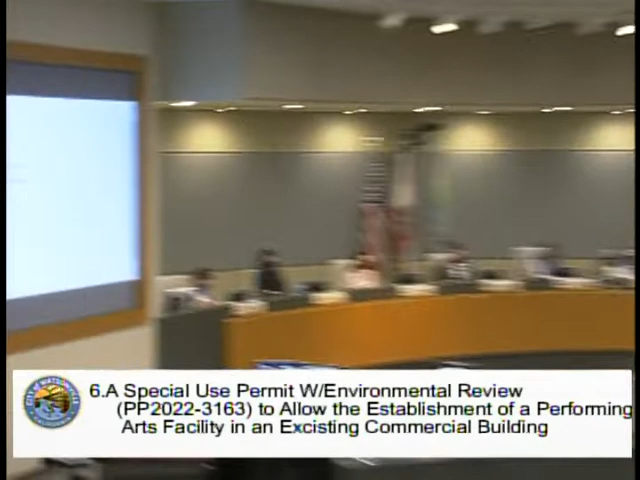 6.A Special Use Permit W/Environmental Review
(PP2022-3163) to Allow the Establishment of a Performing
Arts Facility in an Excisting Commercial Building